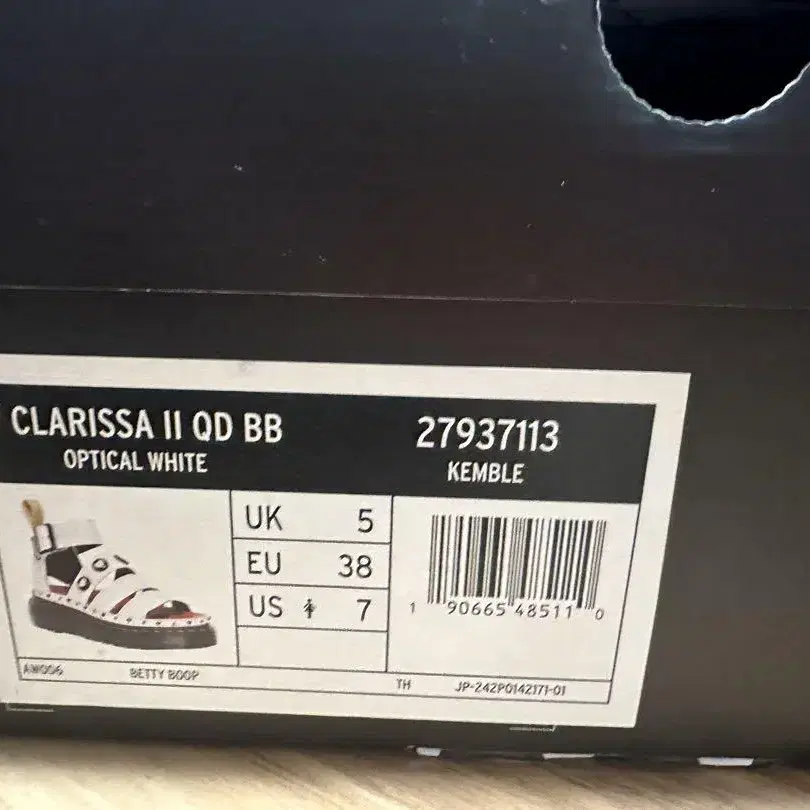 CLARISSA II QD BB
OPTICAL WHITE
27937113
KEMBLE
UK 5
EU 38
US 7
1 90665 48511 0
AW006
BETTY BOOP
TH
JP-242P0142171-01